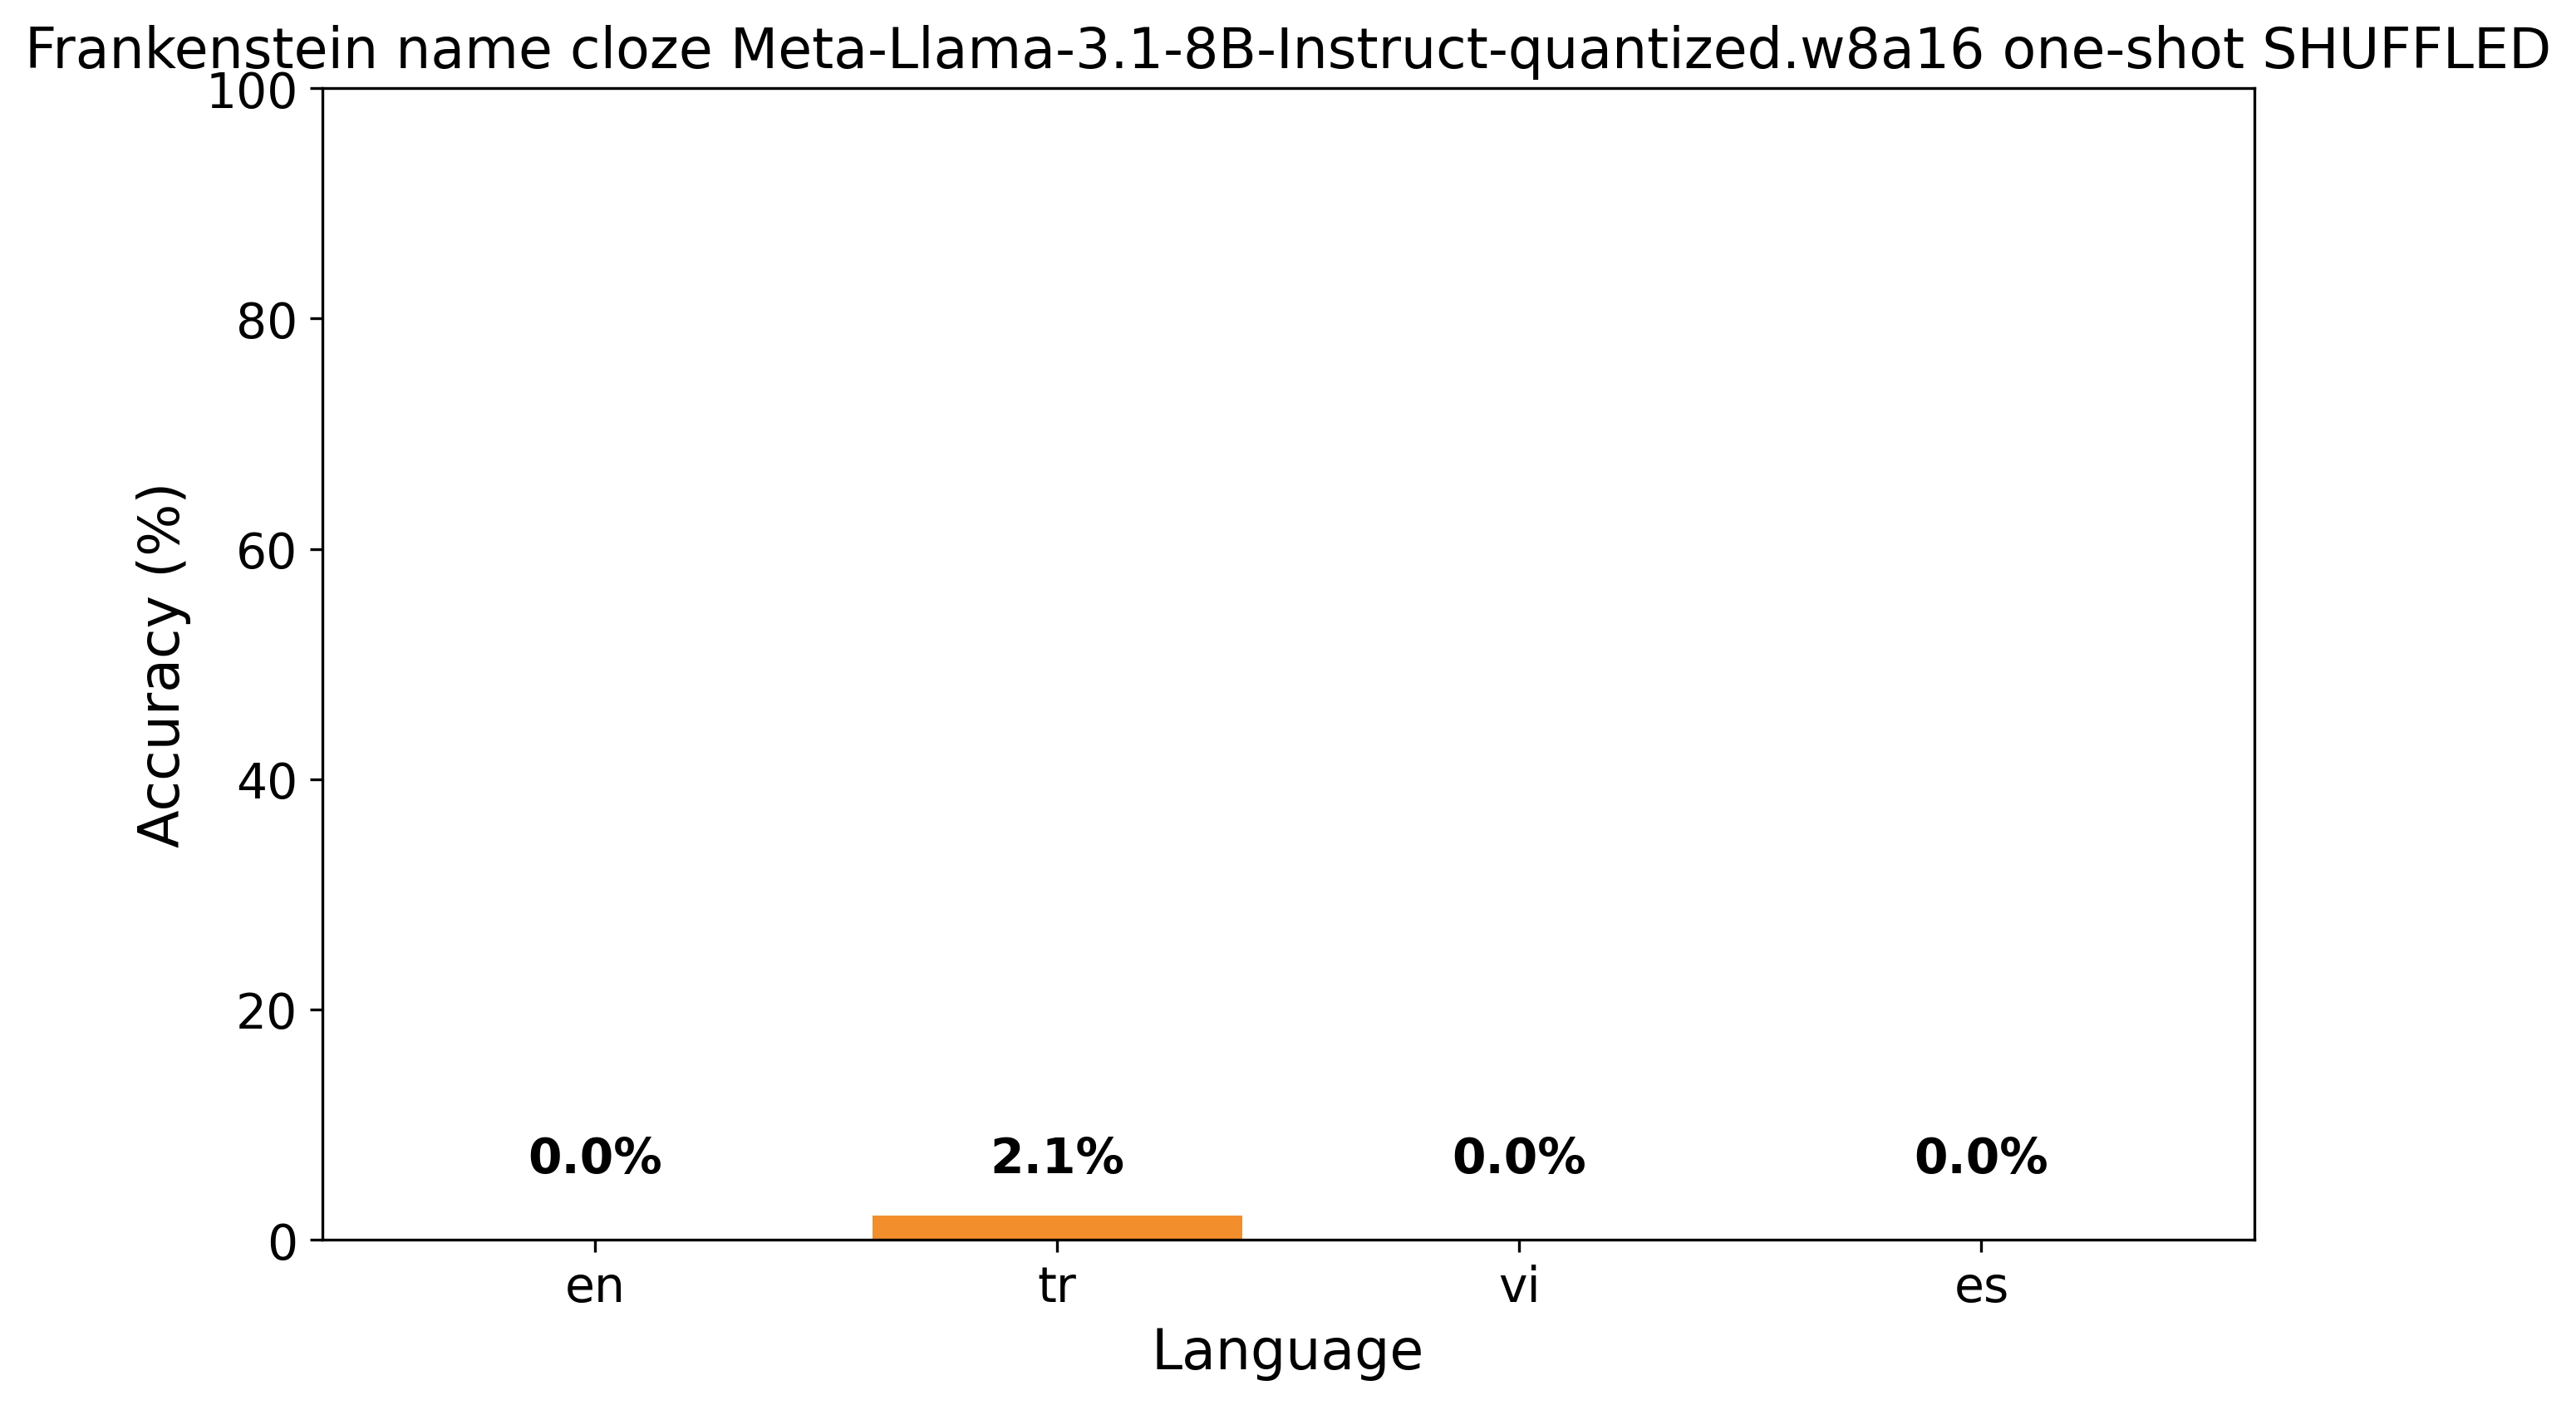 Frankenstein name cloze Meta-Llama-3.1-8B-Instruct-quantized.w8a16 one-shot SHUFFLED
100
80
60
40
20
0
Accuracy (%)
0.0%
2.1%
0.0%
0.0%
en
tr
vi
es
Language